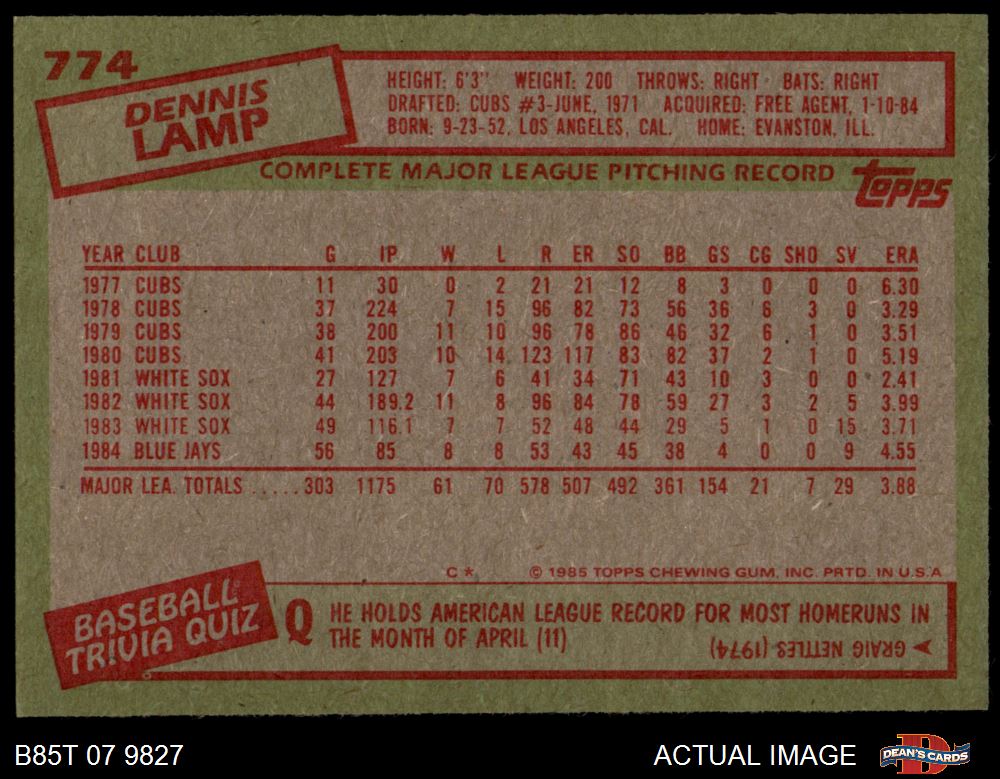 774
DENNIS
LAMP
HEIGHT: 6'3" WEIGHT: 200 THROWS: RIGHT BATS: RIGHT
DRAFTED: CUBS #3-JUNE, 1971 ACQUIRED: FREE AGENT, 1-10-84
BORN: 9-23-52, LOS ANGELES, CAL. HOME: EVANSTON, ILL.
COMPLETE MAJOR LEAGUE PITCHING RECORD
topps
YEAR CLUB G IP W L R ER SO BB GS CG SHO SV ERA
1977 CUBS 11 30 0 2 21 21 12 8 3 0 0 0 6.30
1978 CUBS 37 224 7 15 96 82 73 56 36 6 3 0 3.29
1979 CUBS 38 200 11 10 96 78 86 46 32 6 1 0 3.51
1980 CUBS 41 203 10 14 123 117 83 82 37 2 1 0 5.19
1981 WHITE SOX 27 127 7 6 41 34 71 43 10 3 0 0 2.41
1982 WHITE SOX 44 189.2 11 8 96 84 78 59 27 3 2 5 3.99
1983 WHITE SOX 49 116.1 7 7 52 48 44 29 5 1 0 15 3.71
1984 BLUE JAYS 56 85 8 8 53 43 45 38 4 0 0 9 4.55
MAJOR LEA. TOTALS ..... 303 1175 61 70 578 507 492 361 154 21 7 29 3.88
C * © 1985 TOPPS CHEWING GUM, INC. PRTD. IN U.S.A
BASEBALL
TRIVIA QUIZ
Q HE HOLDS AMERICAN LEAGUE RECORD FOR MOST HOMERUNS IN
THE MONTH OF APRIL (11)
GRAIG NETTLES (1974)
B85T 07 9827
ACTUAL IMAGE
DEAN'S CARDS